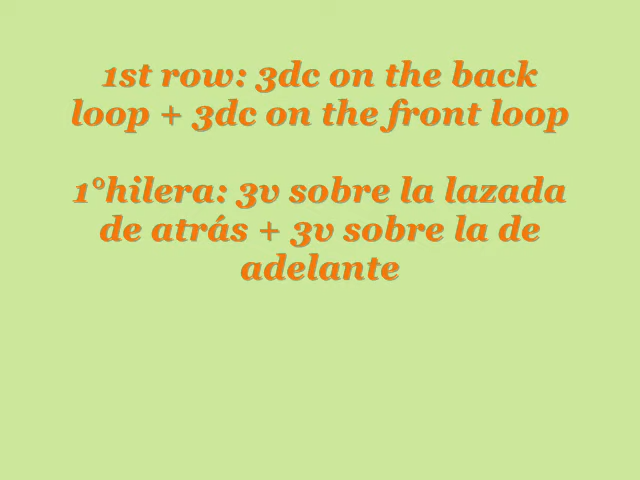 1st row: 3dc on the back
loop + 3dc on the front loop
1°hilera: 3v sobre la lazada
de atrás + 3v sobre la de
adelante